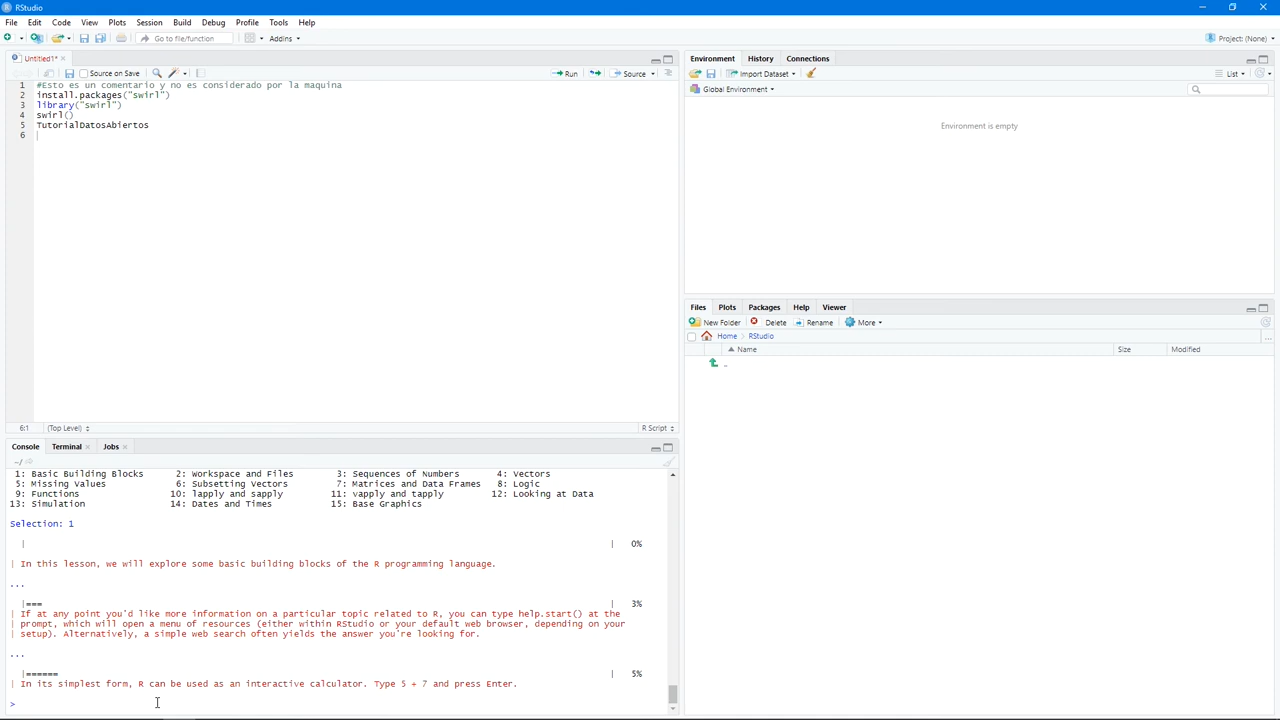 RStudio
File Edit Code View Plots Session Build Debug Profile Tools Help
Go to file/function Addins Project: (None)
Untitled1*
Source on Save Run Source
1 #Esto es un comentario y no es considerado por la maquina
2 install.packages("swirl")
3 library("swirl")
4 swirl()
5 TutorialDatosAbiertos
6
6:1 (Top Level) R Script
Environment History Connections
Import Dataset List
Global Environment
Environment is empty
Files Plots Packages Help Viewer
New Folder Delete Rename More
Home RStudio
Name Size Modified
..
Console Terminal Jobs
~/
1: Basic Building Blocks 2: Workspace and Files 3: Sequences of Numbers 4: Vectors
5: Missing Values 6: Subsetting Vectors 7: Matrices and Data Frames 8: Logic
9: Functions 10: lapply and sapply 11: vapply and tapply 12: Looking at Data
13: Simulation 14: Dates and Times 15: Base Graphics
Selection: 1
| | 0%
| In this lesson, we will explore some basic building blocks of the R programming language.
...
|=== | 3%
| If at any point you'd like more information on a particular topic related to R, you can type help.start() at the
| prompt, which will open a menu of resources (either within RStudio or your default web browser, depending on your
| setup). Alternatively, a simple web search often yields the answer you're looking for.
...
|====== | 5%
| In its simplest form, R can be used as an interactive calculator. Type 5 + 7 and press Enter.
>